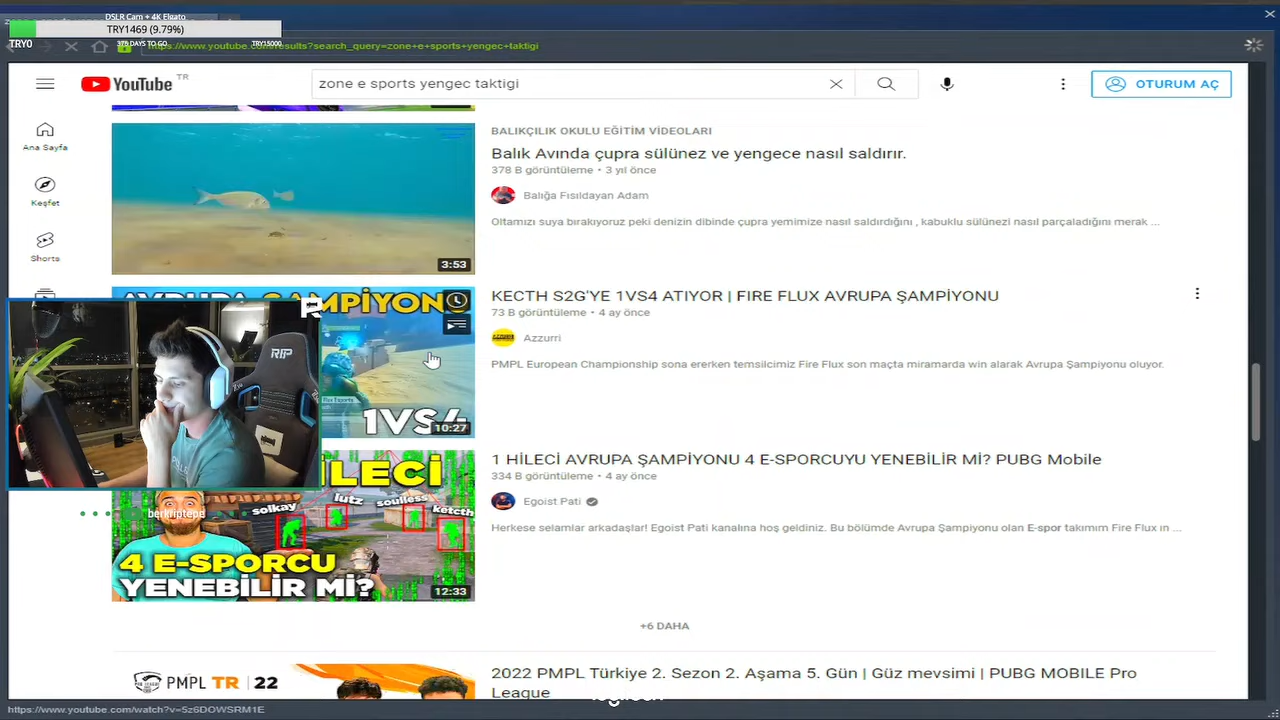 DSLR Cam + 4K Elgato
TRY1469 (9.79%)
TRY0
376 DAYS TO GO
TRY15000
https://www.youtube.com/results?search_query=zone+e+sports+yengec+taktigi
YouTube TR
zone e sports yengec taktigi
OTURUM AÇ
Ana Sayfa
Keşfet
Shorts
3:53
BALIKÇILIK OKULU EĞİTİM VİDEOLARI
Balık Avında çupra sülünez ve yengece nasıl saldırır.
378 B görüntüleme • 3 yıl önce
Balığa Fısıldayan Adam
Oltamızı suya bırakıyoruz peki denizin dibinde çupra yemimize nasıl saldırdığını , kabuklu sülünezi nasıl parçaladığını merak ...
AVRUPA ŞAMPİYONU
1VS4
10:27
KECTH S2G'YE 1VS4 ATIYOR | FIRE FLUX AVRUPA ŞAMPİYONU
73 B görüntüleme • 4 ay önce
Azzurri
PMPL European Championship sona ererken temsilcimiz Fire Flux son maçta miramarda win alarak Avrupa Şampiyonu oluyor.
RIP
berkriptepe
solkay
lutz
soulless
ketcth
4 E-SPORCU
YENEBİLİR Mİ?
12:33
1 HİLECİ AVRUPA ŞAMPİYONU 4 E-SPORCUYU YENEBİLİR Mİ? PUBG Mobile
334 B görüntüleme • 4 ay önce
Egoist Pati
Herkese selamlar arkadaşlar! Egoist Pati kanalına hoş geldiniz. Bu bölümde Avrupa Şampiyonu olan E-spor takımım Fire Flux ın ...
+6 DAHA
PMPL TR 22
2022 PMPL Türkiye 2. Sezon 2. Aşama 5. Gün | Güz mevsimi | PUBG MOBILE Pro
League
https://www.youtube.com/watch?v=5z6DOWSRM1E